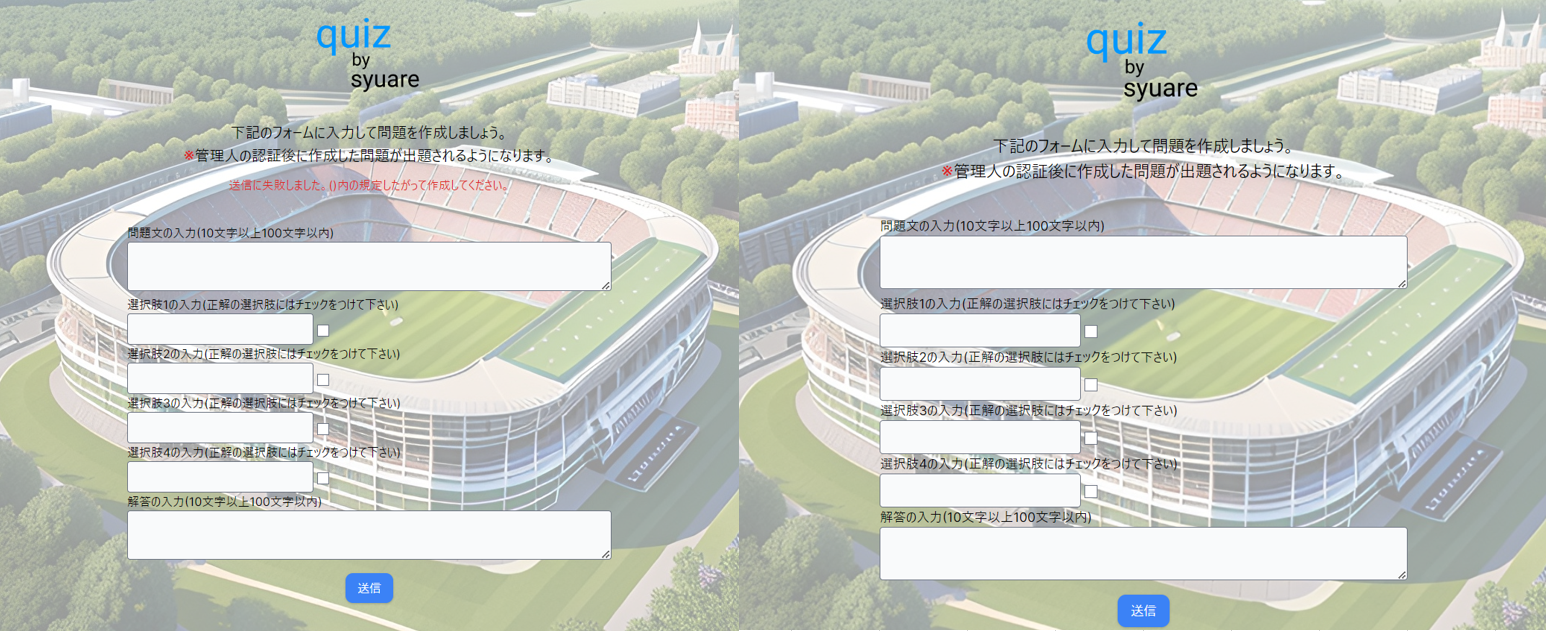 quiz
by
syuare
下記のフォームに入力して問題を作成しましょう。
※管理人の認証後に作成した問題が出題されるようになります。
送信に失敗しました。()内の規定したがって作成してください。
問題文の入力(10文字以上100文字以内)
選択肢1の入力(正解の選択肢にはチェックをつけて下さい)
選択肢2の入力(正解の選択肢にはチェックをつけて下さい)
選択肢3の入力(正解の選択肢にはチェックをつけて下さい)
選択肢4の入力(正解の選択肢にはチェックをつけて下さい)
解答の入力(10文字以上100文字以内)
送信
quiz
by
syuare
下記のフォームに入力して問題を作成しましょう。
※管理人の認証後に作成した問題が出題されるようになります。
問題文の入力(10文字以上100文字以内)
選択肢1の入力(正解の選択肢にはチェックをつけて下さい)
選択肢2の入力(正解の選択肢にはチェックをつけて下さい)
選択肢3の入力(正解の選択肢にはチェックをつけて下さい)
選択肢4の入力(正解の選択肢にはチェックをつけて下さい)
解答の入力(10文字以上100文字以内)
送信